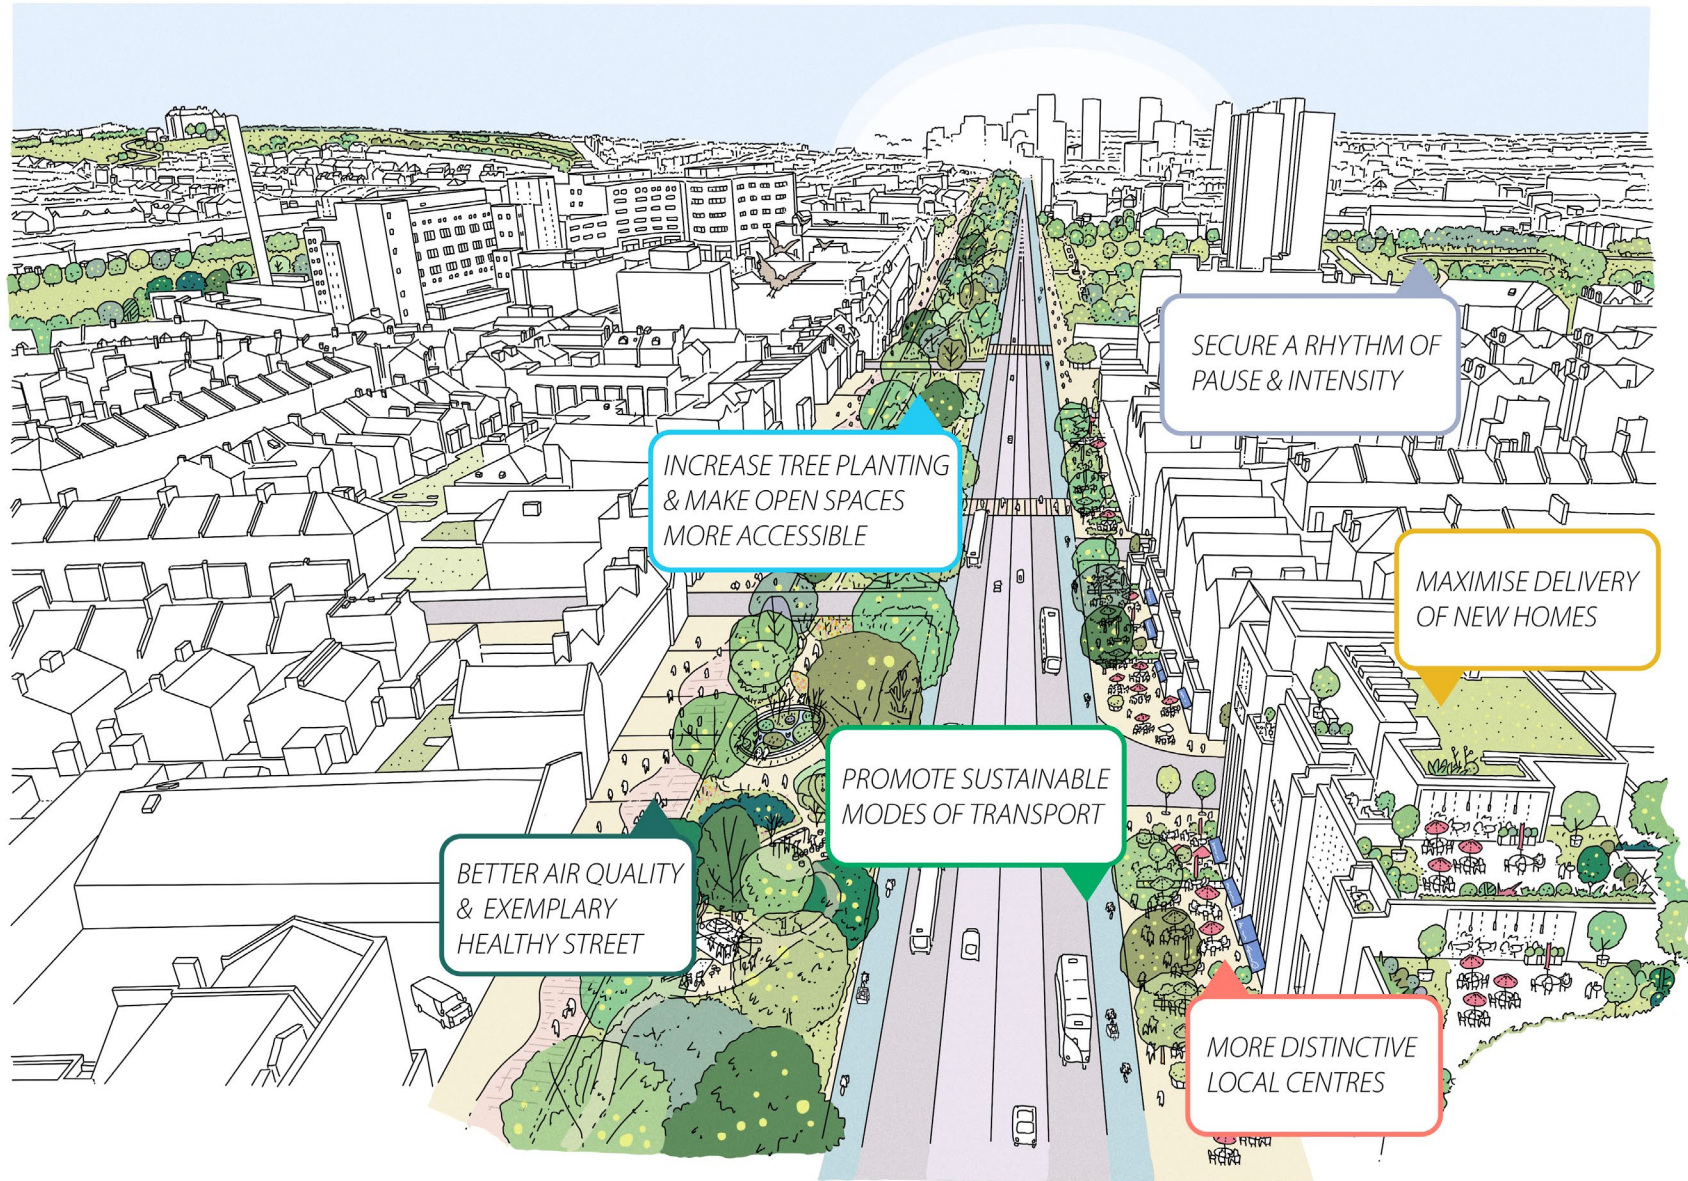 SECURE A RHYTHM OF
PAUSE & INTENSITY
INCREASE TREE PLANTING
& MAKE OPEN SPACES
MORE ACCESSIBLE
MAXIMISE DELIVERY
OF NEW HOMES
PROMOTE SUSTAINABLE
MODES OF TRANSPORT
BETTER AIR QUALITY
& EXEMPLARY
HEALTHY STREET
MORE DISTINCTIVE
LOCAL CENTRES